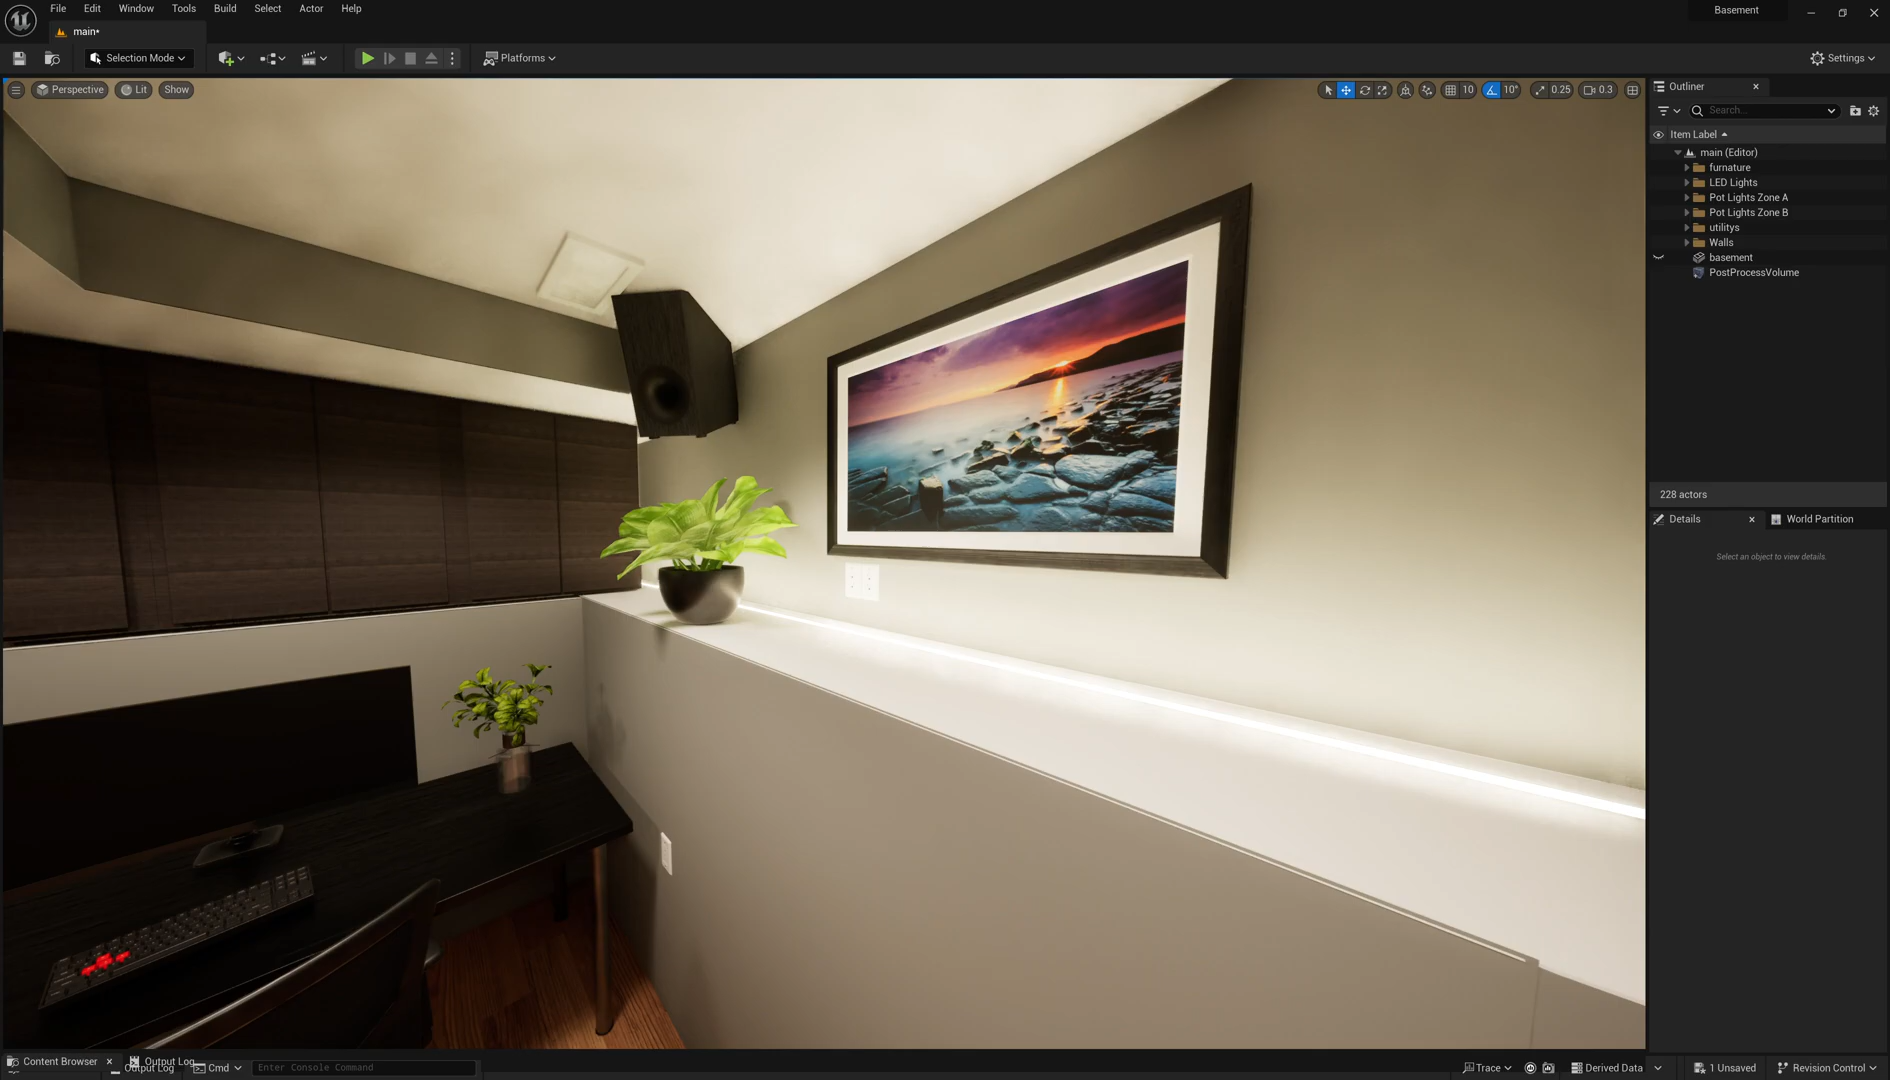 File Edit Window Tools Build Select Actor Help
Basement
main*
Selection Mode
Platforms
Settings
Perspective Lit Show
10 10° 0.25 0.3
Outliner
Search...
Item Label
main (Editor)
furnature
LED Lights
Pot Lights Zone A
Pot Lights Zone B
utilitys
Walls
basement
PostProcessVolume
228 actors
Details World Partition
Select an object to view details.
Content Browser Output Log
Output Log Cmd Enter Console Command
Trace Derived Data 1 Unsaved Revision Control